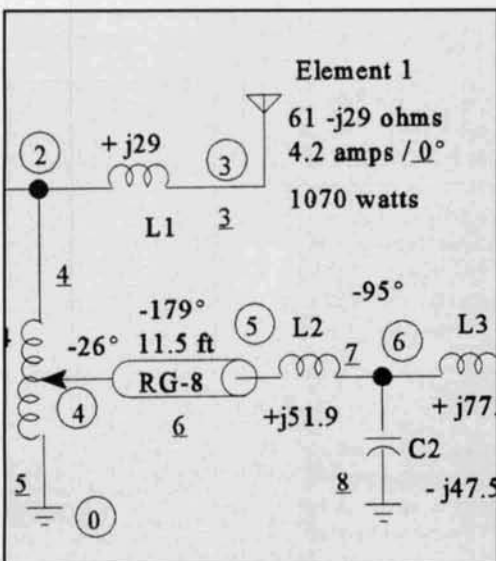 Element 1
61 -j29 ohms
4.2 amps /0°
1070 watts
2
+ j29
3
L1
3
4
-179°
-95°
-26°
11.5 ft
5
L2
6
L3
RG-8
7
4
6
+j51.9
+ j77.
C2
5
0
8
- j47.5